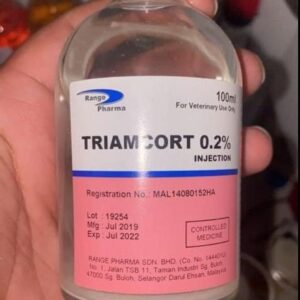 Range
Pharma
100ml
For Veterinary Use Only
TRIAMCORT 0.2%
INJECTION
Registration No.: MAL14080152HA
Lot : 19254
Mfg : Jul 2019
Exp : Jul 2022
CONTROLLED
MEDICINE
RANGE PHARMA SDN. BHD. (Co. No.
No. 1, Jalan TSB 11, Taman Industri Sg. Buloh,
47000 Sg. Buloh, Selangor Darul Ehsan, Malaysia